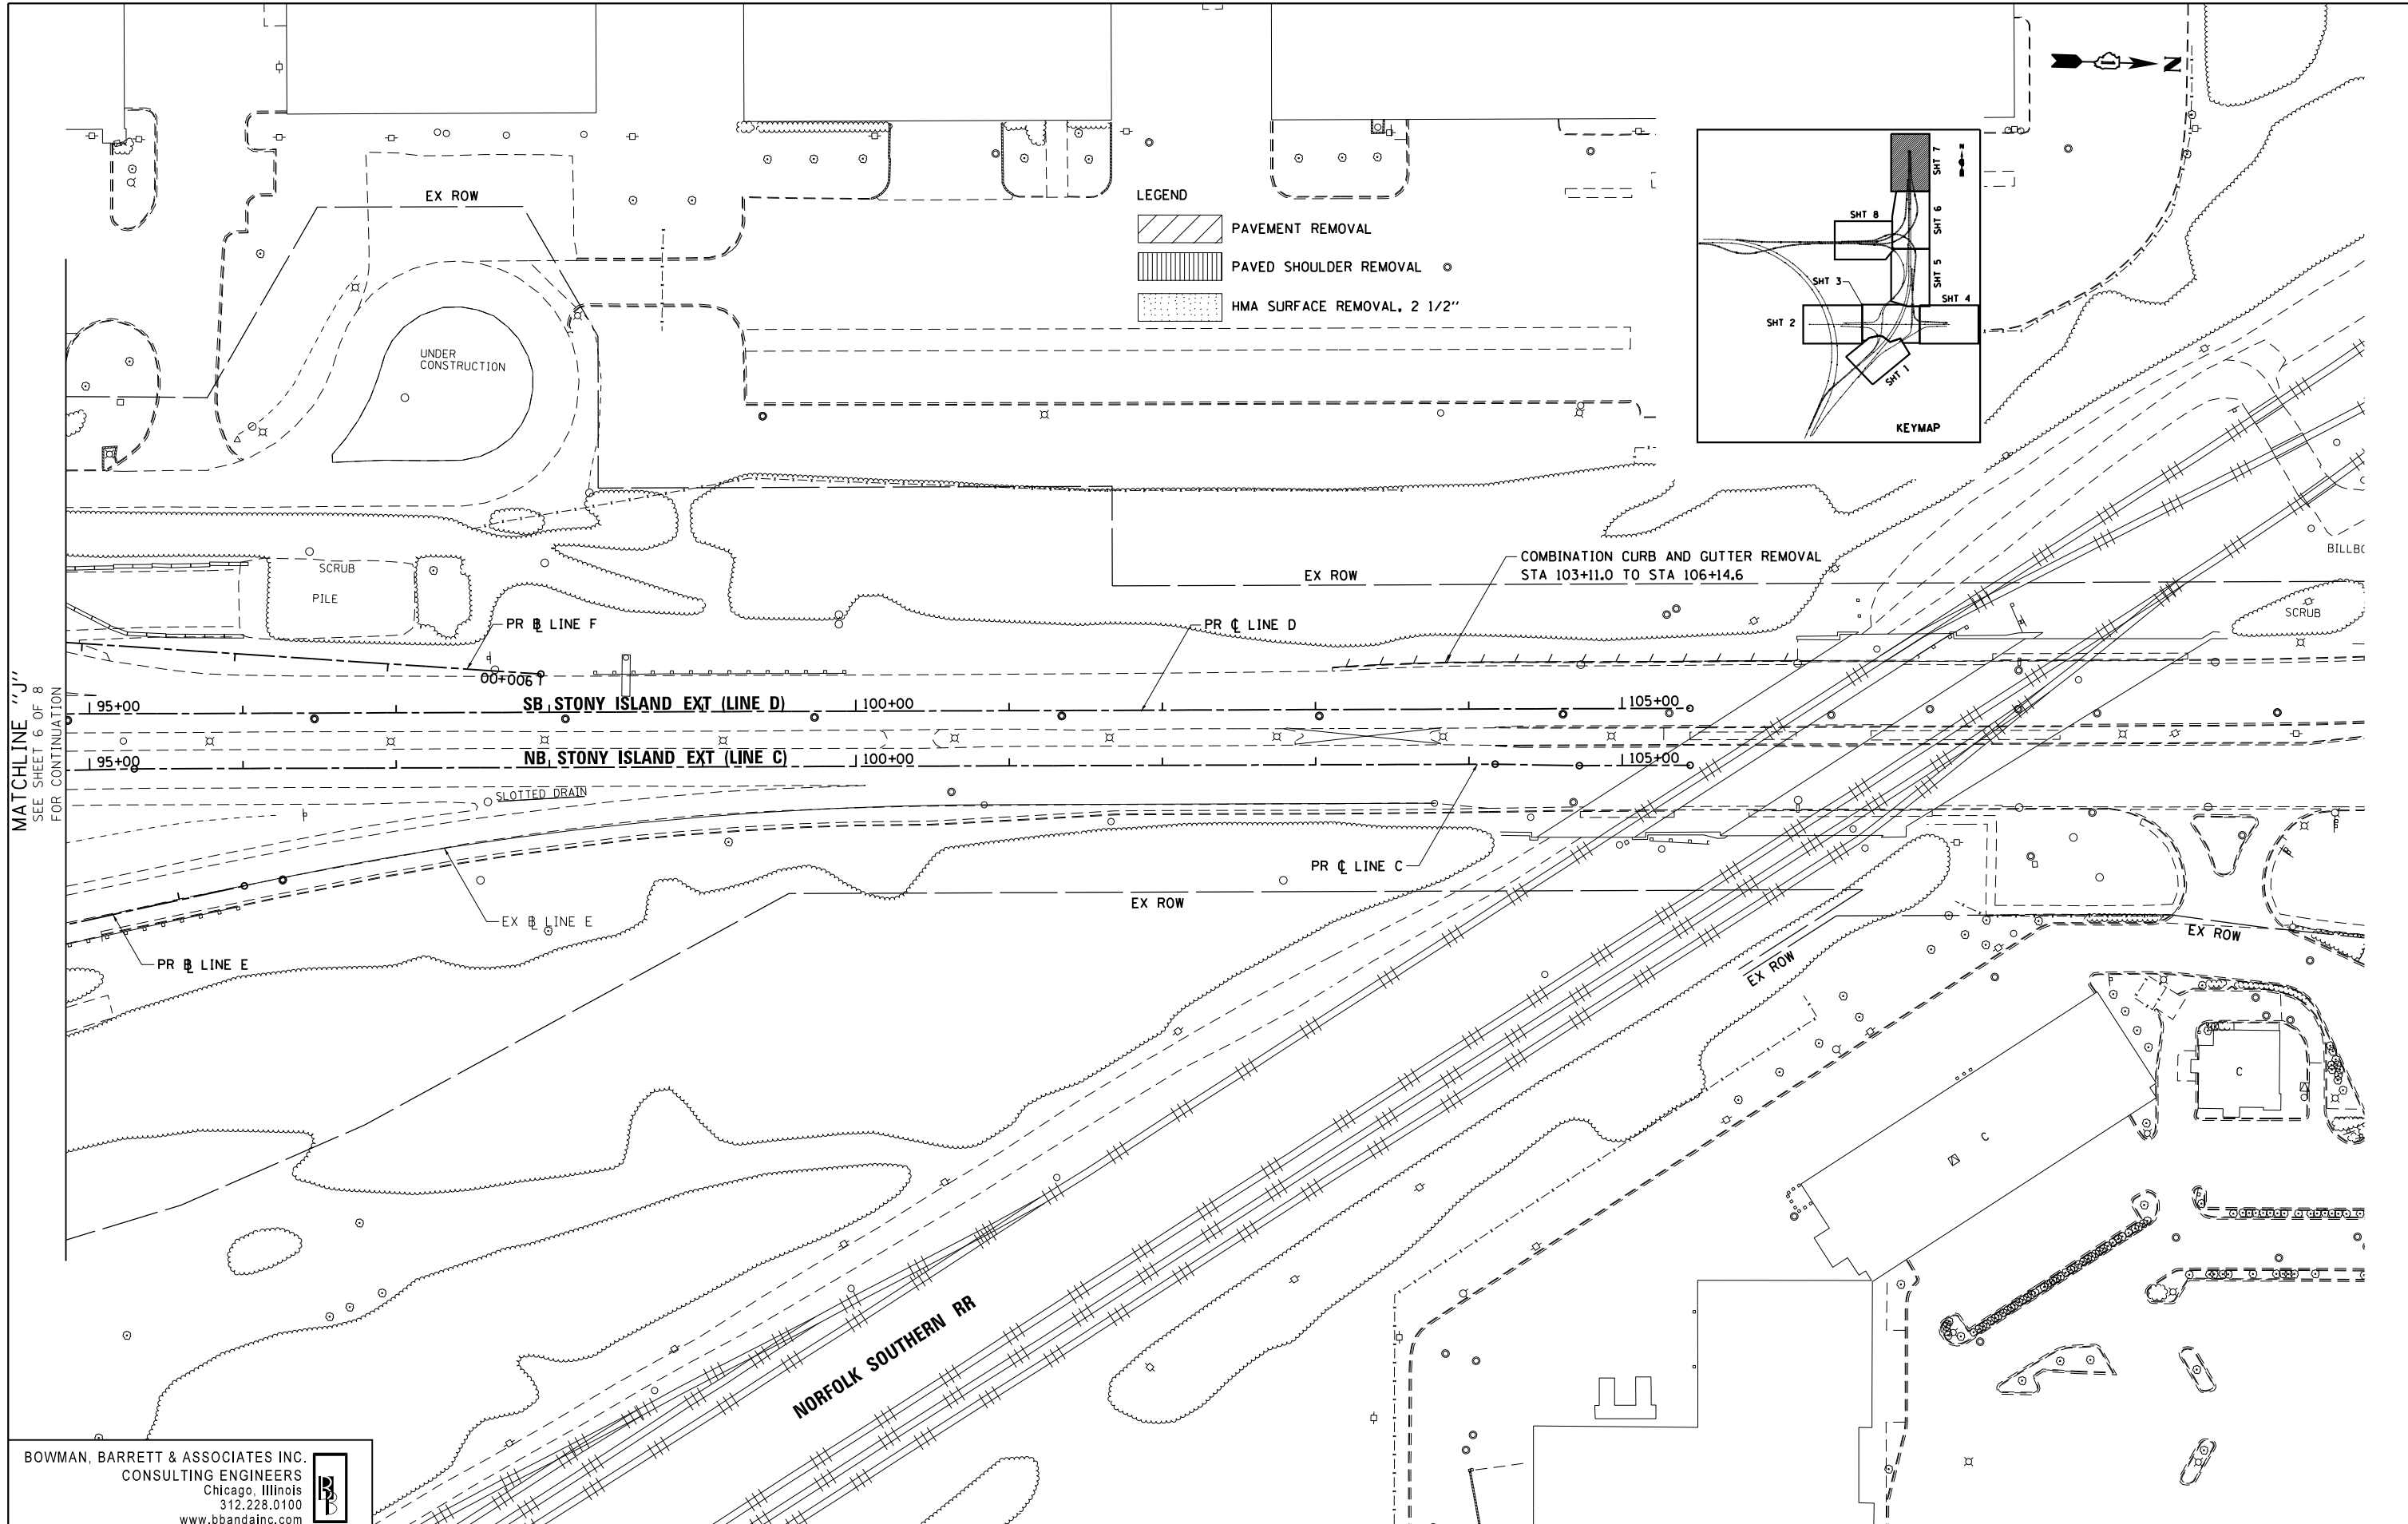 N
EX ROW
LEGEND
PAVEMENT REMOVAL
PAVED SHOULDER REMOVAL
HMA SURFACE REMOVAL, 2 1/2"
SHT 7
N
SHT 6
SHT 8
SHT 5
SHT 3
SHT 4
SHT 2
SHT 1
KEYMAP
UNDER
CONSTRUCTION
COMBINATION CURB AND GUTTER REMOVAL
STA 103+11.0 TO STA 106+14.6
EX ROW
BILLBO
SCRUB
PILE
SCRUB
PR BL LINE F
PR CL LINE D
MATCHLINE "J"
SEE SHEET 6 OF 8
FOR CONTINUATION
95+00
SB STONY ISLAND EXT (LINE D)
100+00
105+00
95+00
NB STONY ISLAND EXT (LINE C)
100+00
105+00
SLOTTED DRAIN
PR CL LINE C
EX ROW
EX BL LINE E
PR BL LINE E
EX ROW
EX ROW
C
C
NORFOLK SOUTHERN RR
BOWMAN, BARRETT & ASSOCIATES INC.
CONSULTING ENGINEERS
Chicago, Illinois
312.228.0100
www.bbandainc.com